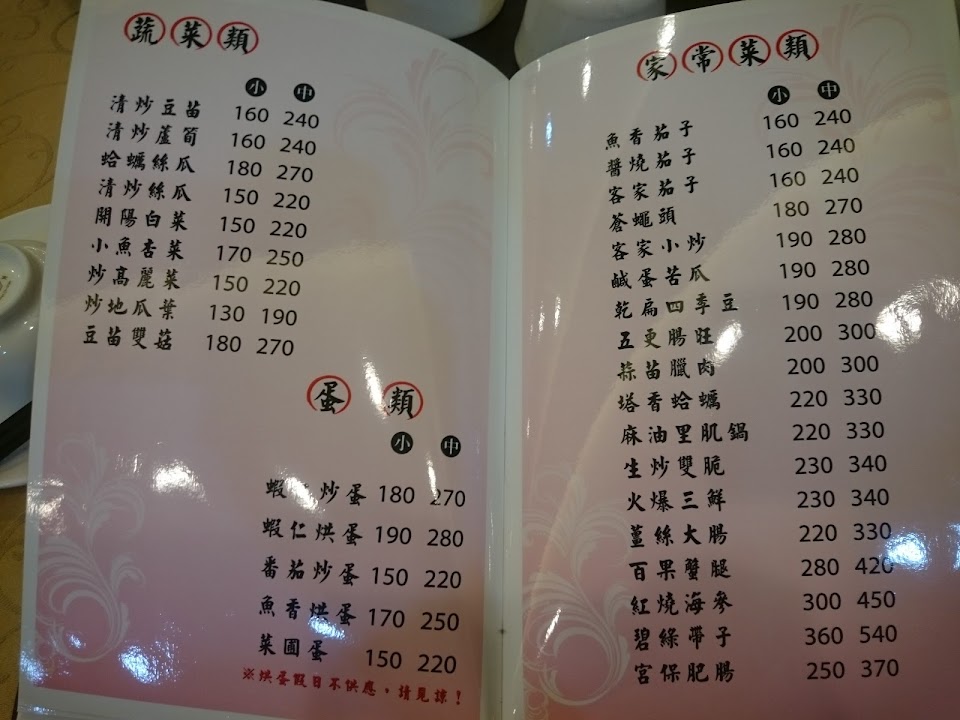 蔬菜類
小 中
清炒豆苗 160 240
清炒蘆筍 160 240
蛤蠣絲瓜 180 270
清炒絲瓜 150 220
開陽白菜 150 220
小魚杏菜 170 250
炒高麗菜 150 220
炒地瓜葉 130 190
豆苗雙菇 180 270
蛋類
小 中
蝦仁炒蛋 180 270
蝦仁烘蛋 190 280
番茄炒蛋 150 220
魚香烘蛋 170 250
菜圃蛋 150 220
※烘蛋假日不供應，請見諒！
家常菜類
小 中
魚香茄子 160 240
醬燒茄子 160 240
客家茄子 160 240
蒼蠅頭 180 270
客家小炒 190 280
鹹蛋苦瓜 190 280
乾扁四季豆 190 280
五更腸旺 200 300
蒜苗臘肉 200 300
塔香蛤蠣 220 330
麻油里肌鍋 220 330
生炒雙脆 230 340
火爆三鮮 230 340
薑絲大腸 220 330
百果蟹腿 280 420
紅燒海參 300 450
碧綠帶子 360 540
宮保肥腸 250 370